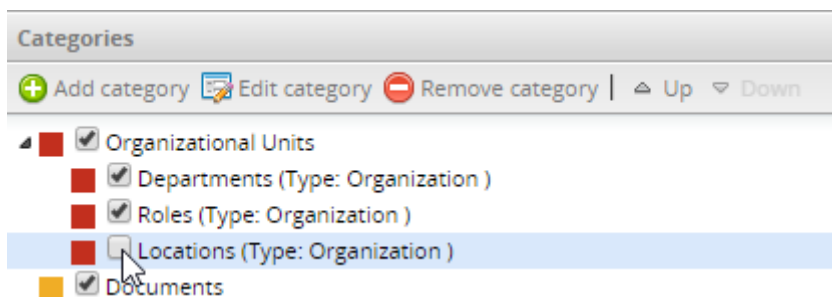 Categories
Add category Edit category Remove category | Up Down
Organizational Units
Departments (Type: Organization )
Roles (Type: Organization )
Locations (Type: Organization )
Documents